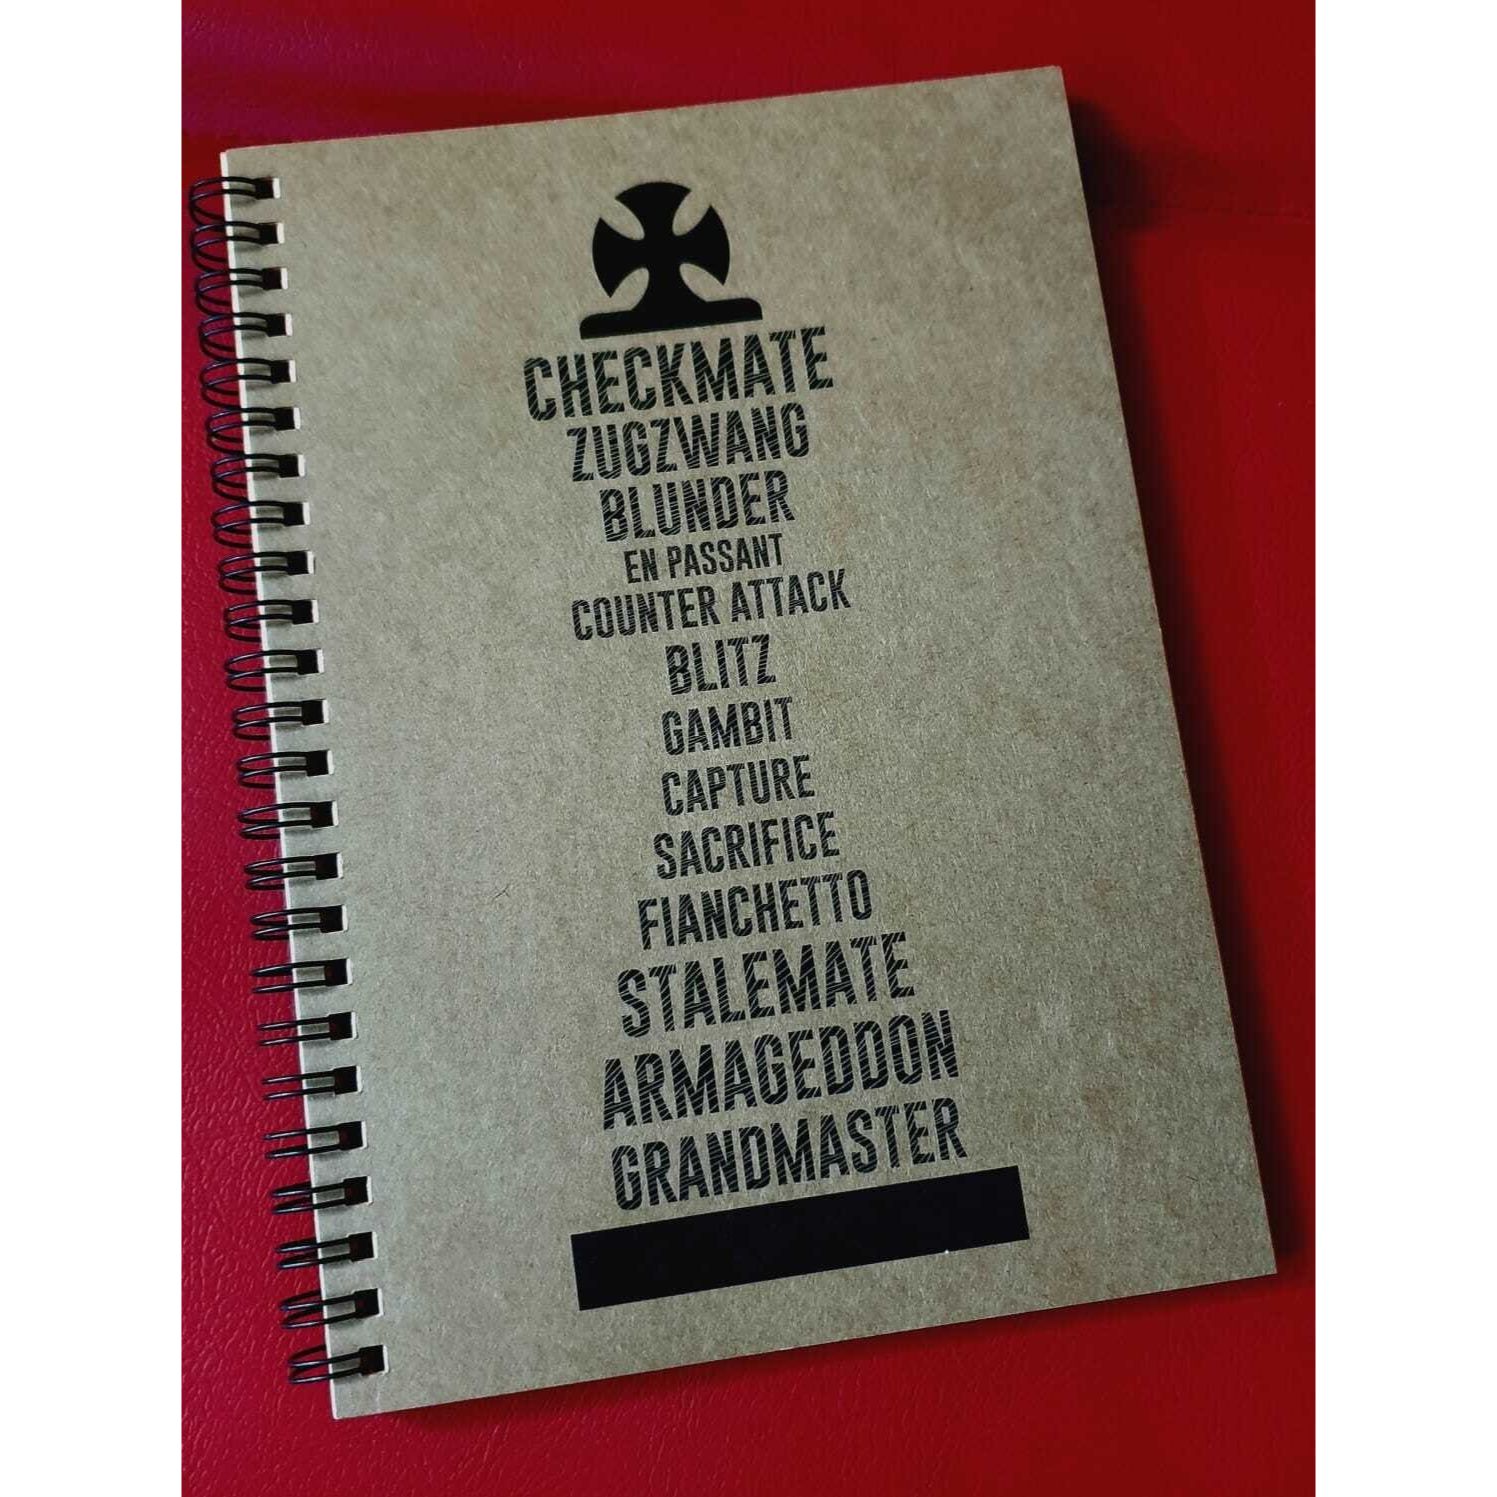 CHECKMATE
ZUGZWANG
BLUNDER
EN PASSANT
COUNTER ATTACK
BLITZ
GAMBIT
CAPTURE
SACRIFICE
FIANCHETTO
STALEMATE
ARMAGEDDON
GRANDMASTER